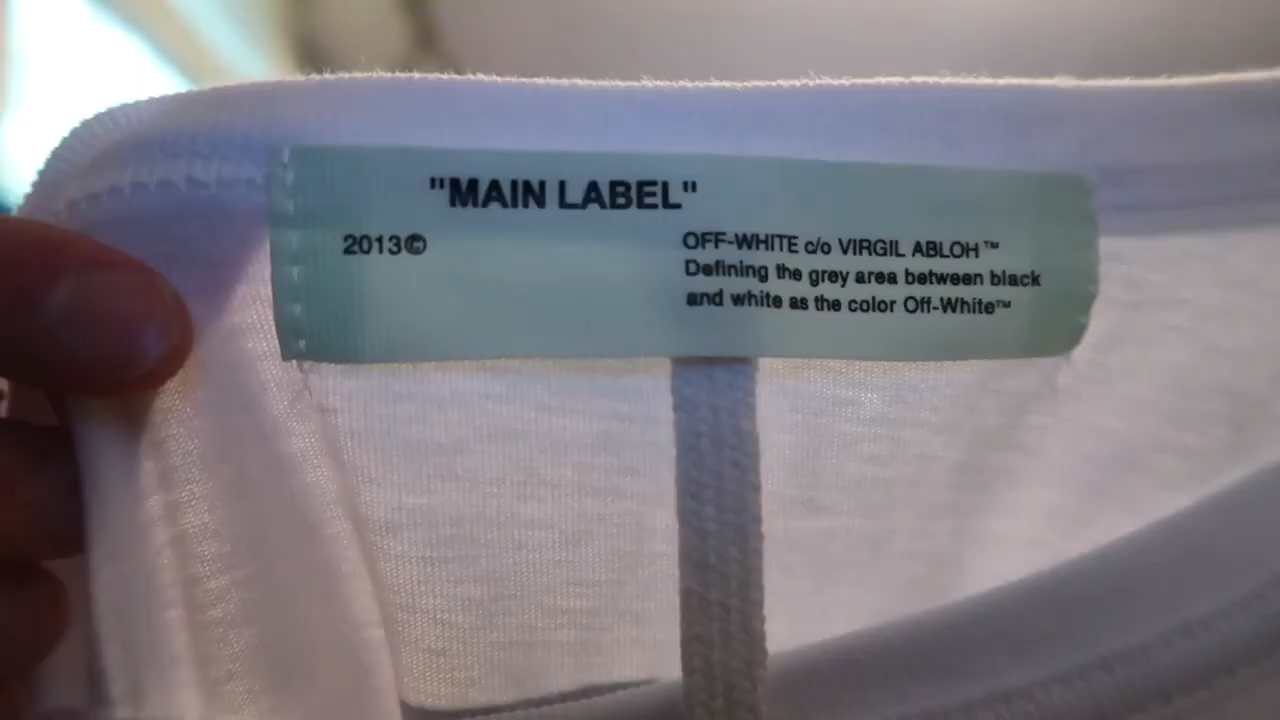 "MAIN LABEL"
2013©
OFF-WHITE c/o VIRGIL ABLOH™
Defining the grey area between black
and white as the color Off-White™